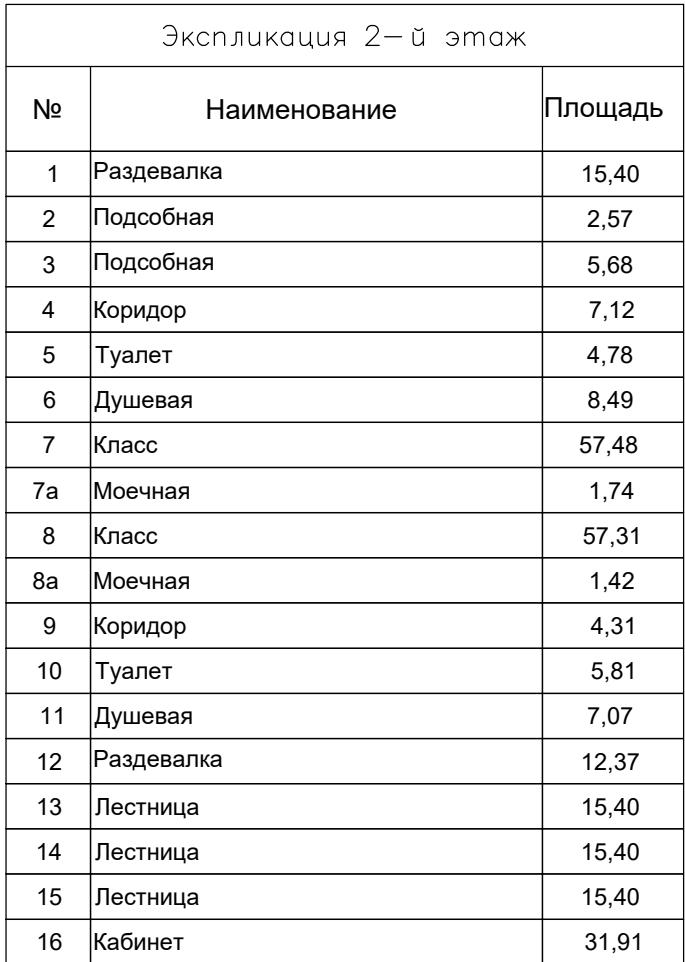 Экспликация 2-й этаж
№ Наименование Площадь
1 Раздевалка 15,40
2 Подсобная 2,57
3 Подсобная 5,68
4 Коридор 7,12
5 Туалет 4,78
6 Душевая 8,49
7 Класс 57,48
7а Моечная 1,74
8 Класс 57,31
8а Моечная 1,42
9 Коридор 4,31
10 Туалет 5,81
11 Душевая 7,07
12 Раздевалка 12,37
13 Лестница 15,40
14 Лестница 15,40
15 Лестница 15,40
16 Кабинет 31,91